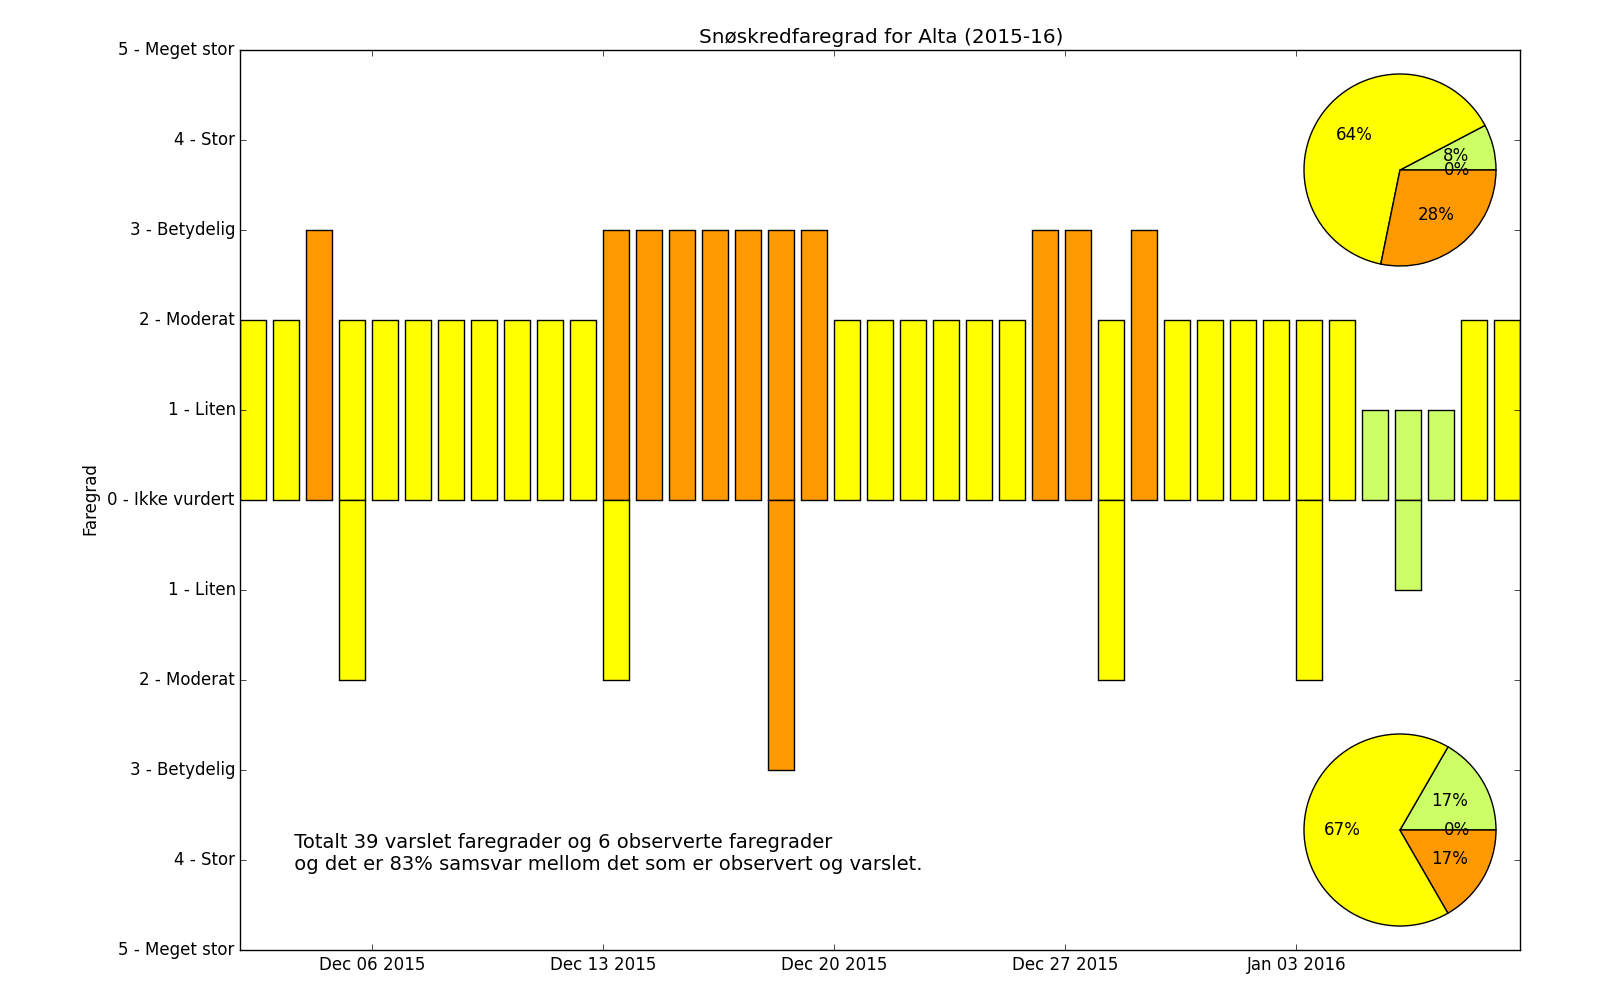 Snøskredfaregrad for Alta (2015-16)
5 - Meget stor
4 - Stor
3 - Betydelig
2 - Moderat
1 - Liten
0 - Ikke vurdert
1 - Liten
2 - Moderat
3 - Betydelig
4 - Stor
5 - Meget stor
Faregrad
64%
8%
0%
28%
67%
17%
0%
17%
Totalt 39 varslet faregrader og 6 observerte faregrader
og det er 83% samsvar mellom det som er observert og varslet.
Dec 06 2015
Dec 13 2015
Dec 20 2015
Dec 27 2015
Jan 03 2016